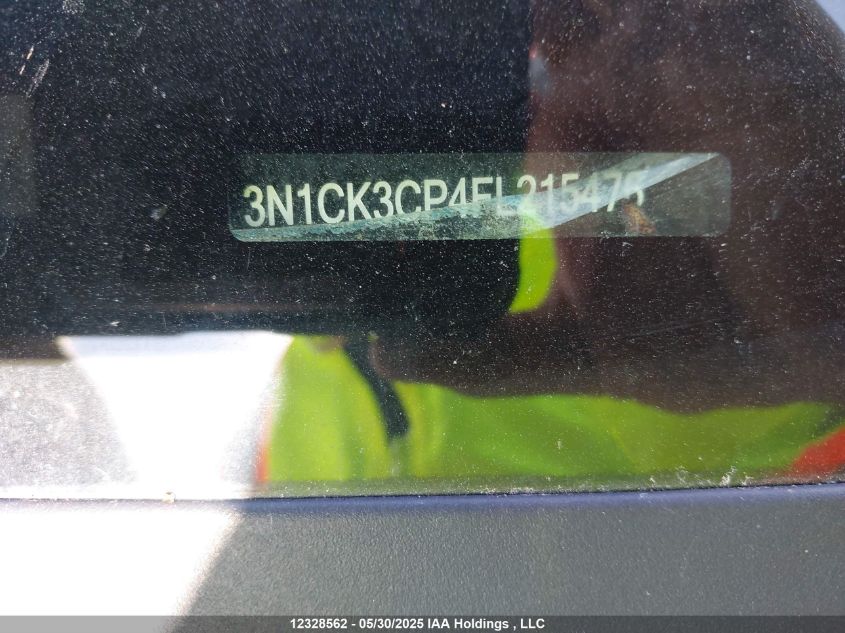 3N1CK3CP4FL215475
12328562 - 05/30/2025 IAA Holdings , LLC